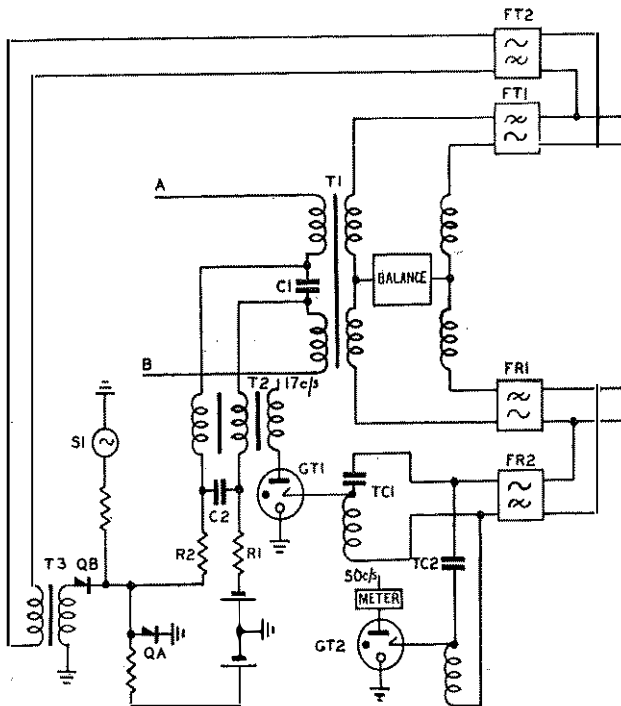 FT2
FT1
T1
A
C1
BALANCE
B
T2 17c/s
FR1
S1
GT1
FR2
TC1
C2
T3 QB
R2
R1
50c/s
TC2
METER
QA
GT2